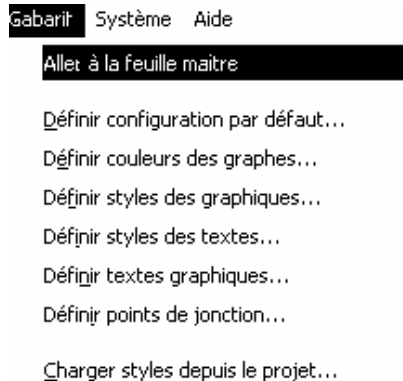 Gabarit Système Aide
Aller à la feuille maitre
Définir configuration par défaut...
Définir couleurs des graphes...
Définir styles des graphiques...
Définir styles des textes...
Définir textes graphiques...
Définir points de jonction...
Charger styles depuis le projet...